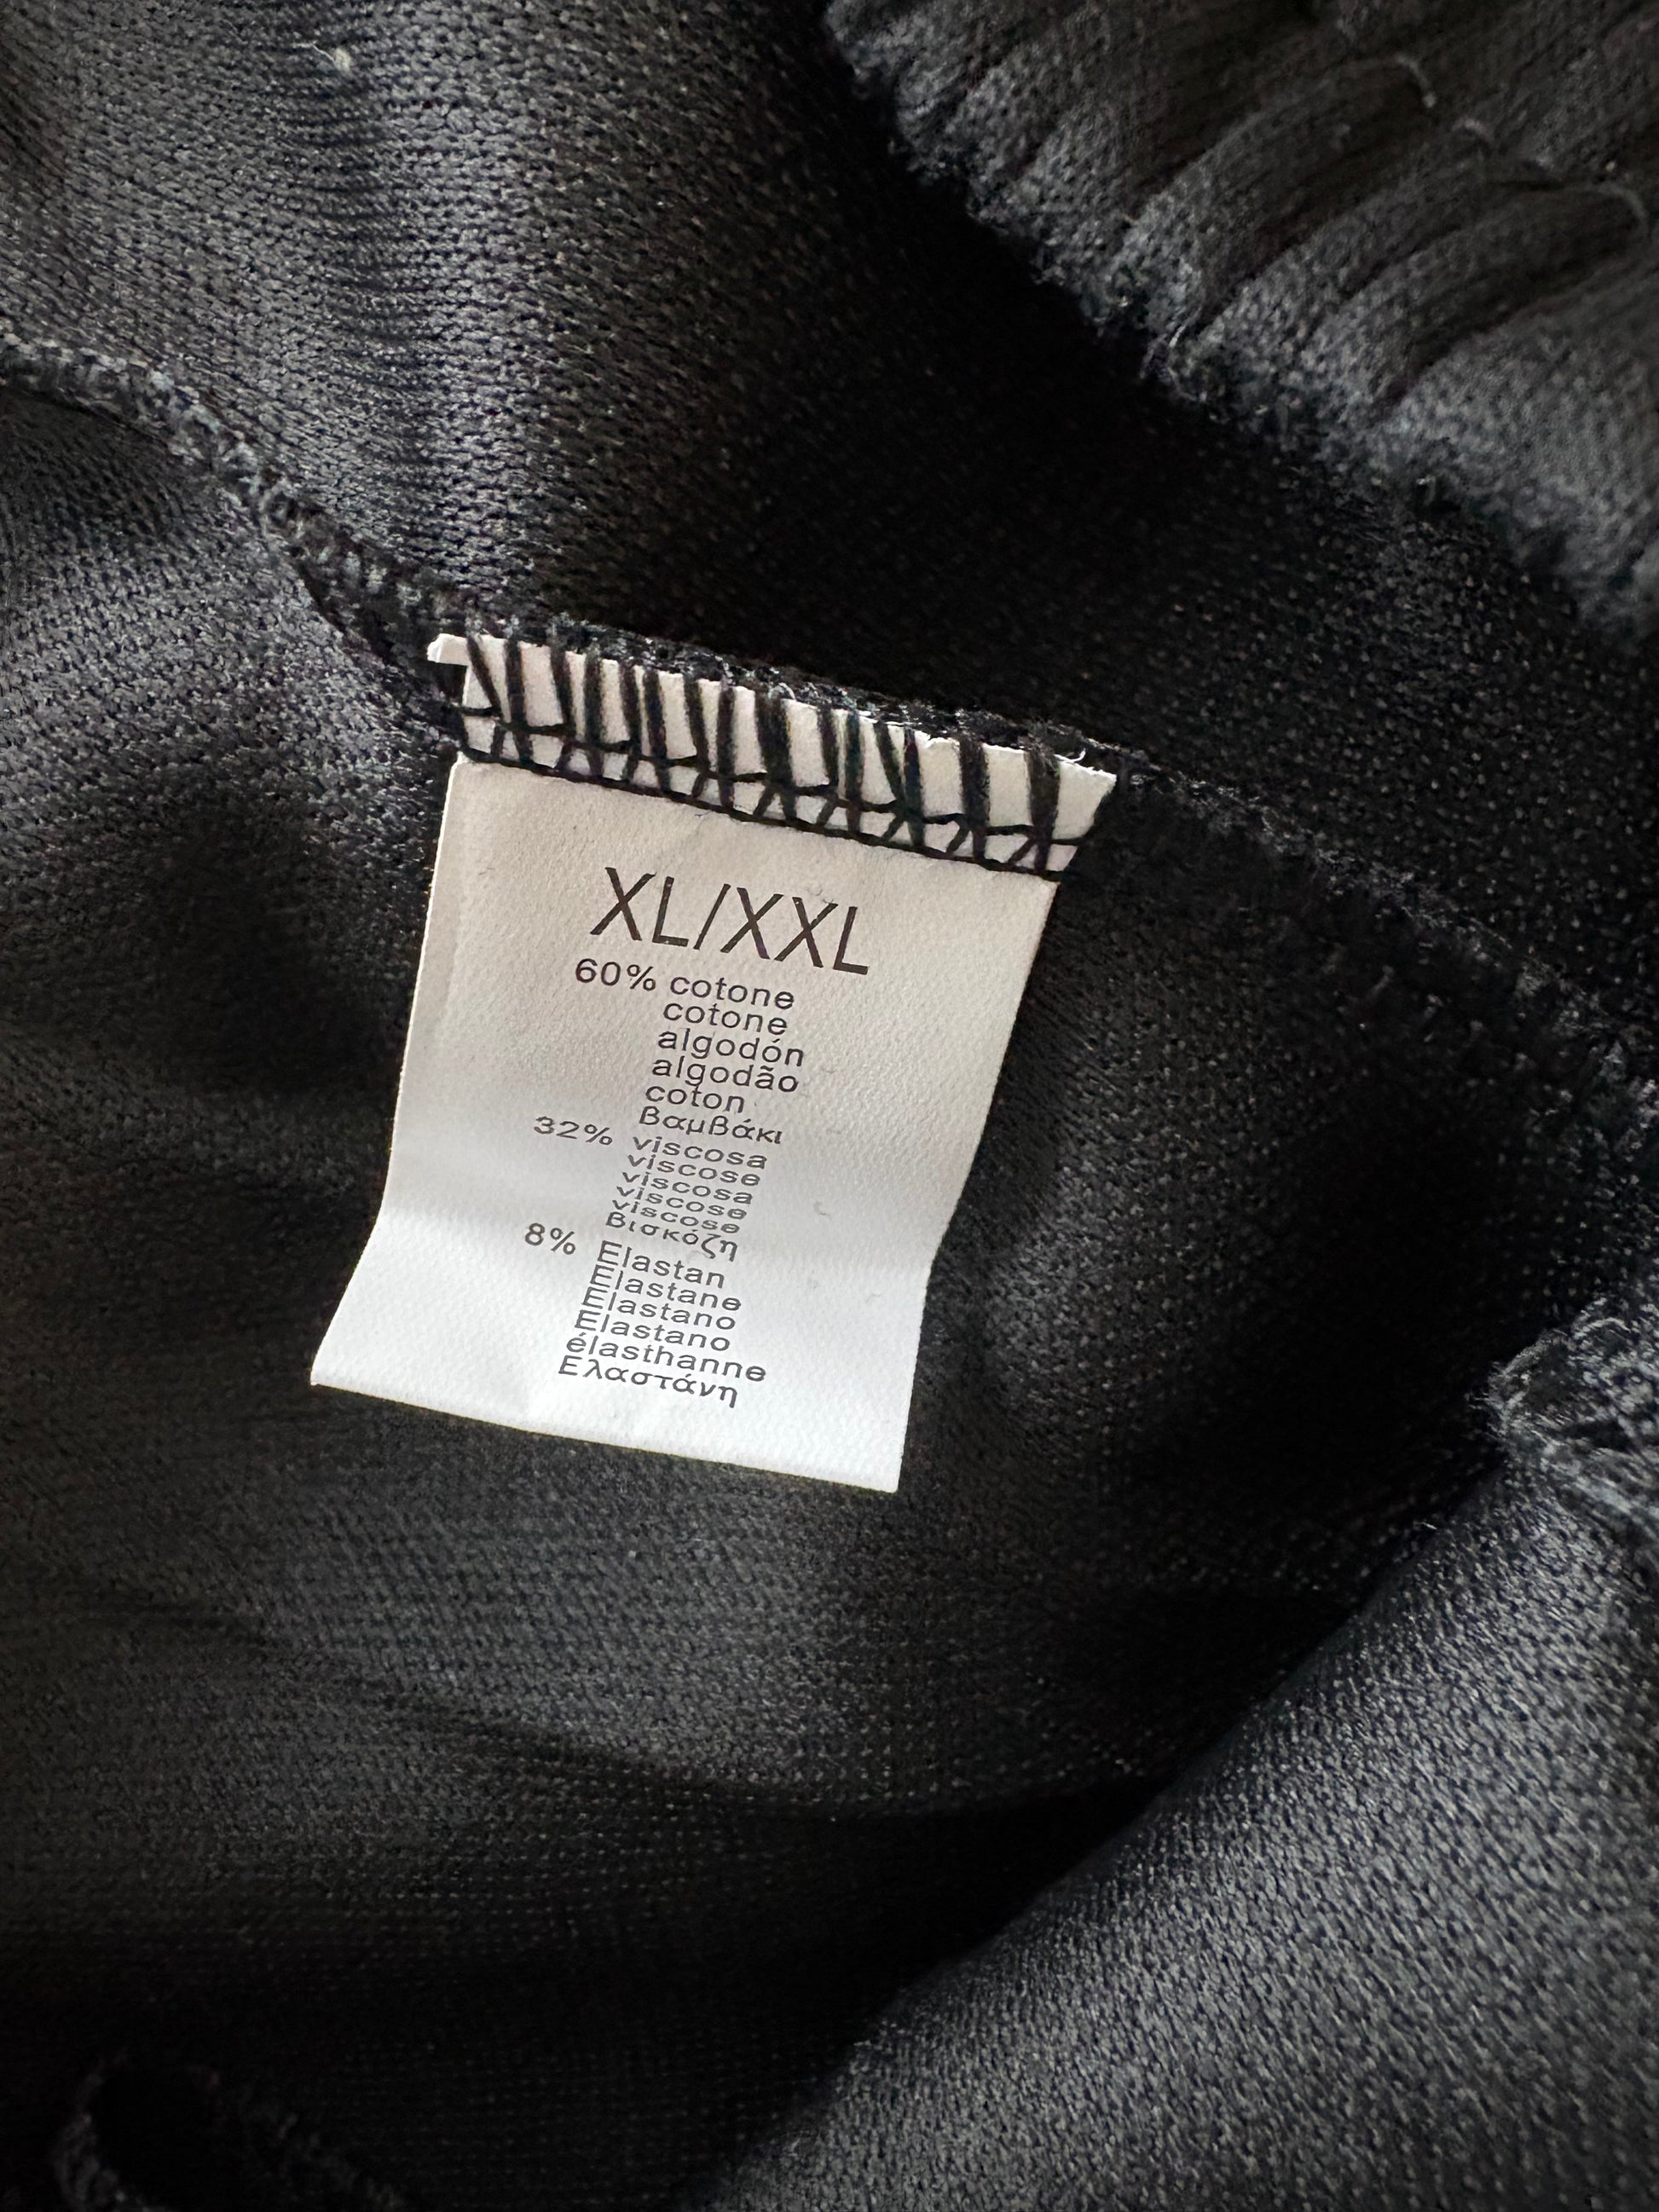 XL/XXL
60% cotone
cotone
algodón
algodão
coton
βαμβάκι
32% viscosa
viscose
viscosa
viscose
viscose
βισκόζη
8% Elastan
Elastane
Elastano
Elastano
élasthanne
Ελαστάνη